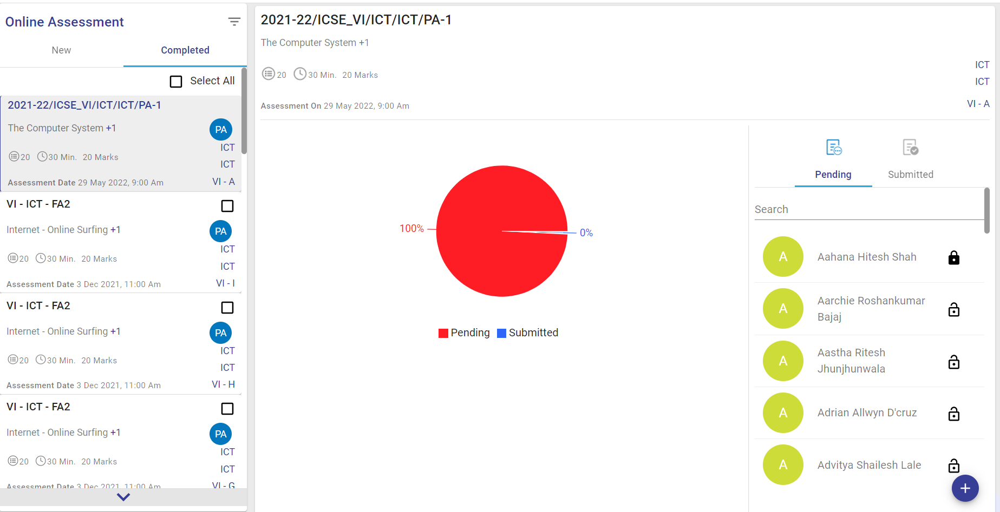 Online Assessment
New
Completed
Select All
2021-22/ICSE_VI/ICT/ICT/PA-1
The Computer System +1
PA
ICT
20 30 Min. 20 Marks
ICT
Assessment Date 29 May 2022, 9:00 Am
VI - A
VI - ICT - FA2
Internet - Online Surfing +1
PA
ICT
20 30 Min. 20 Marks
ICT
Assessment Date 3 Dec 2021, 11:00 Am
VI - I
VI - ICT - FA2
Internet - Online Surfing +1
PA
ICT
20 30 Min. 20 Marks
ICT
Assessment Date 3 Dec 2021, 11:00 Am
VI - H
VI - ICT - FA2
Internet - Online Surfing +1
PA
ICT
20 30 Min. 20 Marks
ICT
Assessment Date 3 Dec 2021, 11:00 Am
VI - G
2021-22/ICSE_VI/ICT/ICT/PA-1
The Computer System +1
ICT
20 30 Min. 20 Marks
ICT
Assessment On 29 May 2022, 9:00 Am
VI - A
100%
0%
Pending
Submitted
Pending
Submitted
Search
A
Aahana Hitesh Shah
A
Aarchie Roshankumar
Bajaj
A
Aastha Ritesh
Jhunjhunwala
A
Adrian Allwyn D'cruz
A
Advitya Shailesh Lale